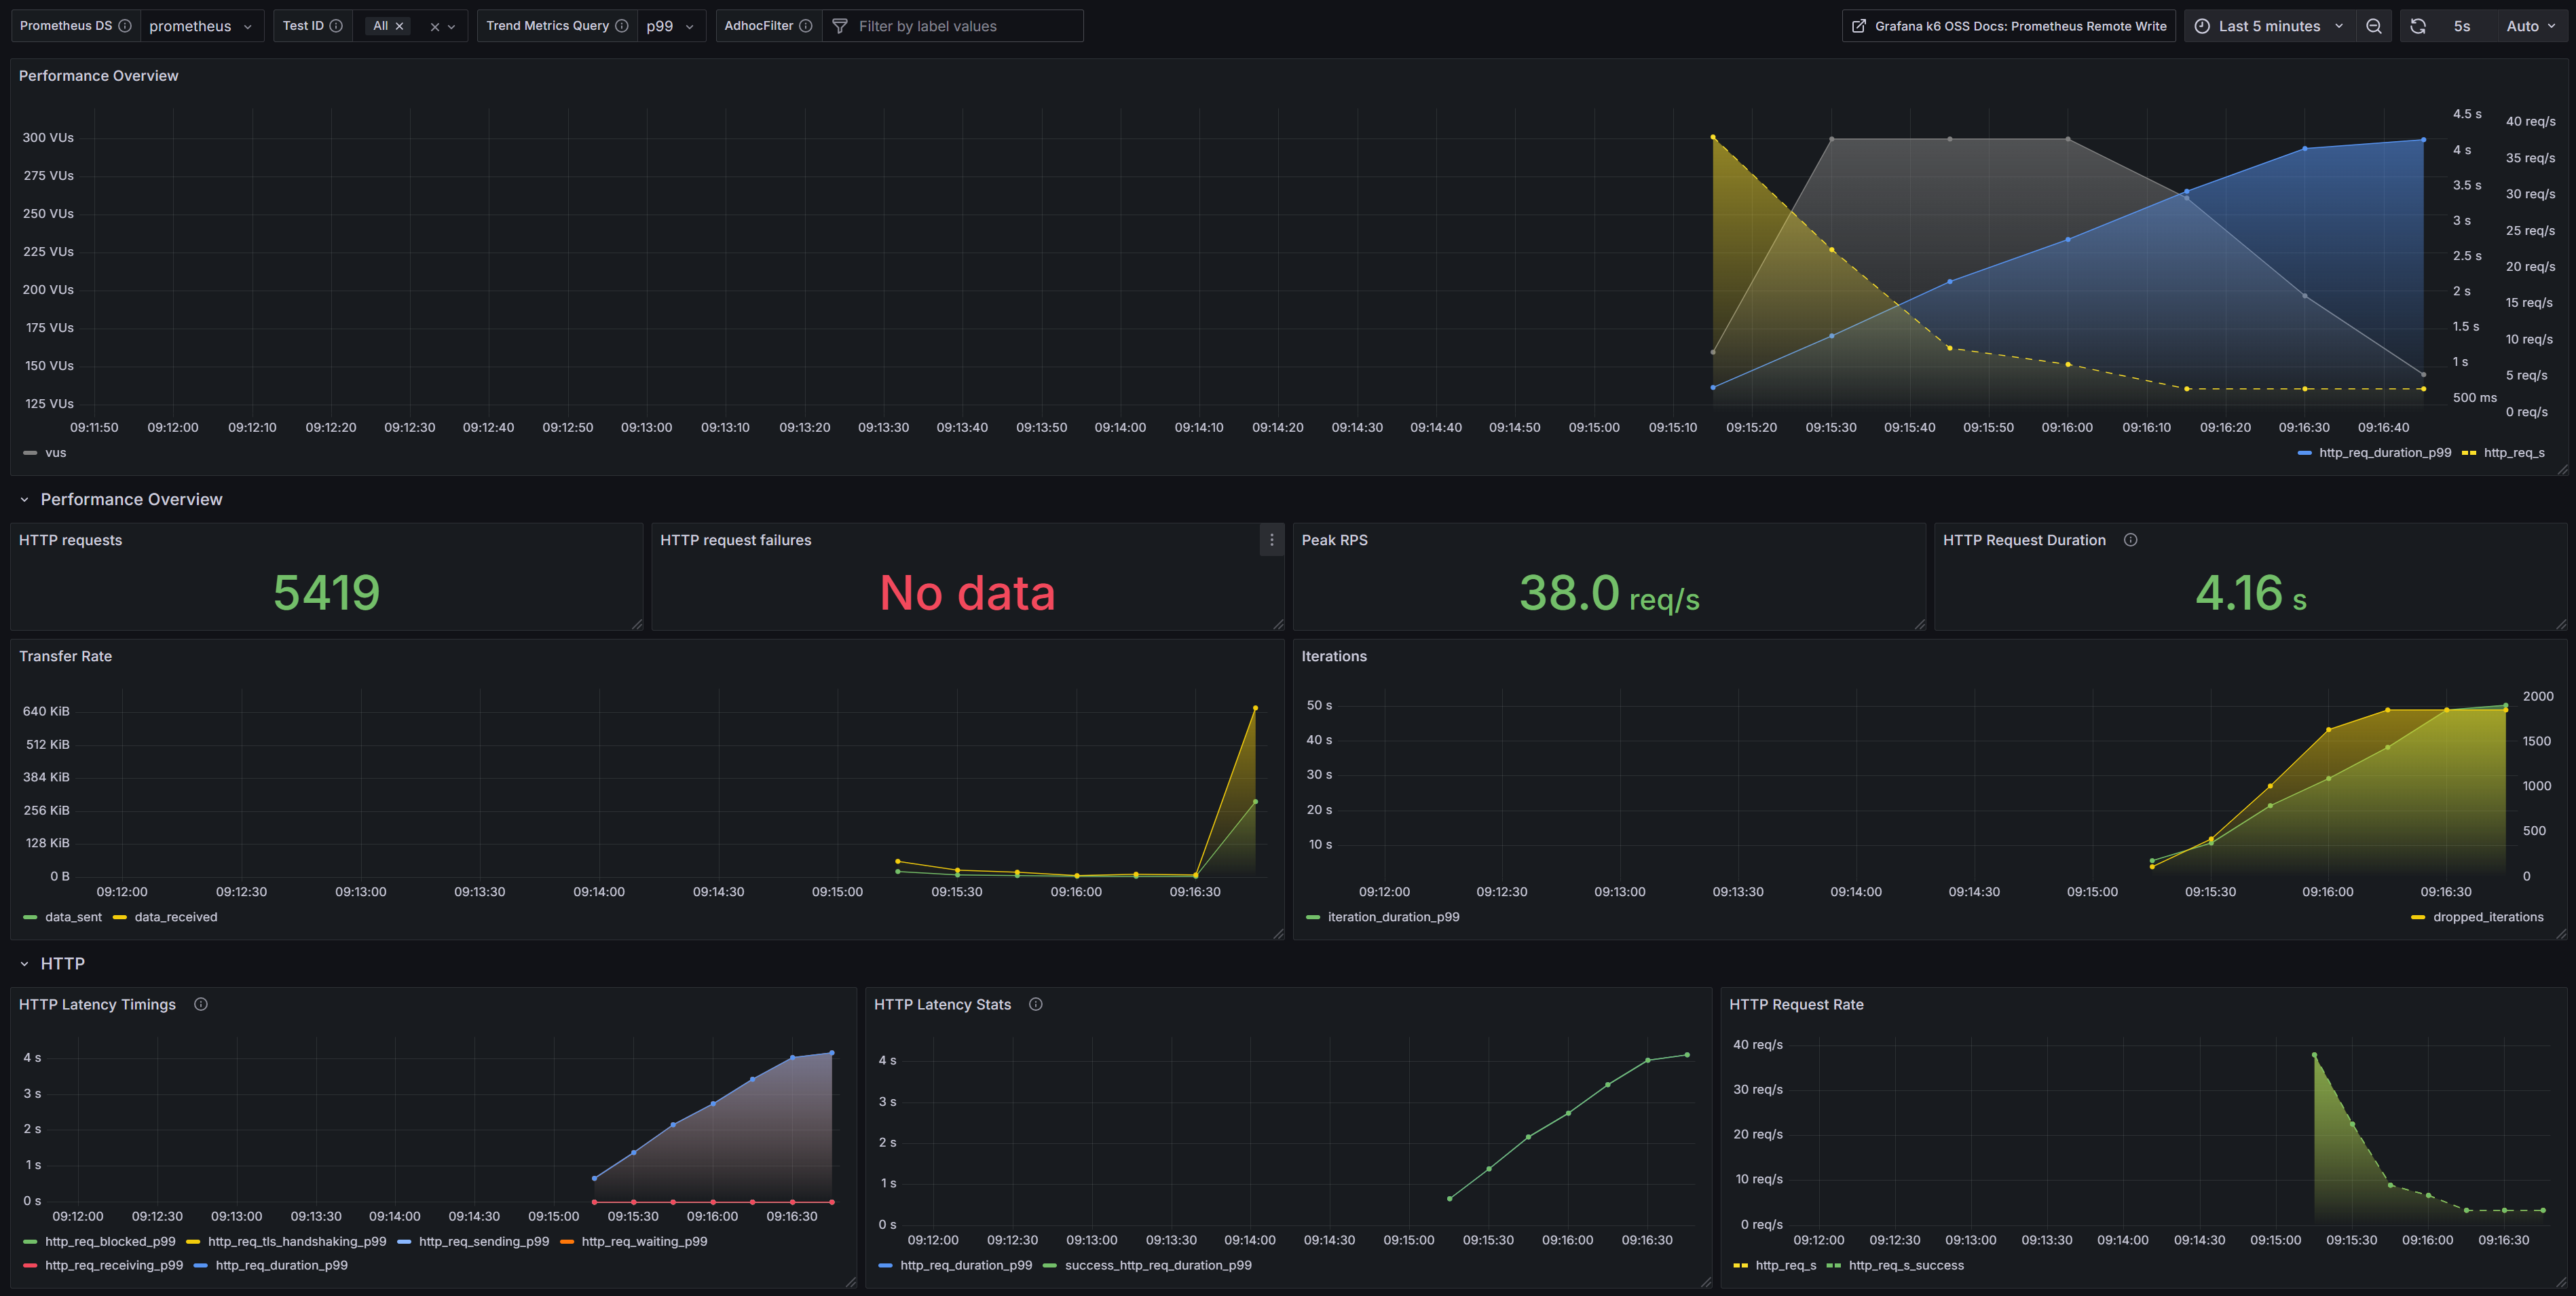 Prometheus DS prometheus Test ID All Trend Metrics Query p99 AdhocFilter Filter by label values Grafana k6 OSS Docs: Prometheus Remote Write Last 5 minutes 5s Auto
Performance Overview
300 VUs
275 VUs
250 VUs
225 VUs
200 VUs
175 VUs
150 VUs
125 VUs
4.5 s
4 s
3.5 s
3 s
2.5 s
2 s
1.5 s
1 s
500 ms
40 req/s
35 req/s
30 req/s
25 req/s
20 req/s
15 req/s
10 req/s
5 req/s
0 req/s
09:11:50 09:12:00 09:12:10 09:12:20 09:12:30 09:12:40 09:12:50 09:13:00 09:13:10 09:13:20 09:13:30 09:13:40 09:13:50 09:14:00 09:14:10 09:14:20 09:14:30 09:14:40 09:14:50 09:15:00 09:15:10 09:15:20 09:15:30 09:15:40 09:15:50 09:16:00 09:16:10 09:16:20 09:16:30 09:16:40
vus http_req_duration_p99 http_req_s
Performance Overview
HTTP requests
5419
HTTP request failures
No data
Peak RPS
38.0 req/s
HTTP Request Duration
4.16 s
Transfer Rate
640 KiB
512 KiB
384 KiB
256 KiB
128 KiB
0 B
09:12:00 09:12:30 09:13:00 09:13:30 09:14:00 09:14:30 09:15:00 09:15:30 09:16:00 09:16:30
data_sent data_received
Iterations
50 s
40 s
30 s
20 s
10 s
2000
1500
1000
500
0
09:12:00 09:12:30 09:13:00 09:13:30 09:14:00 09:14:30 09:15:00 09:15:30 09:16:00 09:16:30
iteration_duration_p99 dropped_iterations
HTTP
HTTP Latency Timings
4 s
3 s
2 s
1 s
0 s
09:12:00 09:12:30 09:13:00 09:13:30 09:14:00 09:14:30 09:15:00 09:15:30 09:16:00 09:16:30
http_req_blocked_p99 http_req_tls_handshaking_p99 http_req_sending_p99 http_req_waiting_p99
http_req_receiving_p99 http_req_duration_p99
HTTP Latency Stats
4 s
3 s
2 s
1 s
0 s
09:12:00 09:12:30 09:13:00 09:13:30 09:14:00 09:14:30 09:15:00 09:15:30 09:16:00 09:16:30
http_req_duration_p99 success_http_req_duration_p99
HTTP Request Rate
40 req/s
30 req/s
20 req/s
10 req/s
0 req/s
09:12:00 09:12:30 09:13:00 09:13:30 09:14:00 09:14:30 09:15:00 09:15:30 09:16:00 09:16:30
http_req_s http_req_s_success